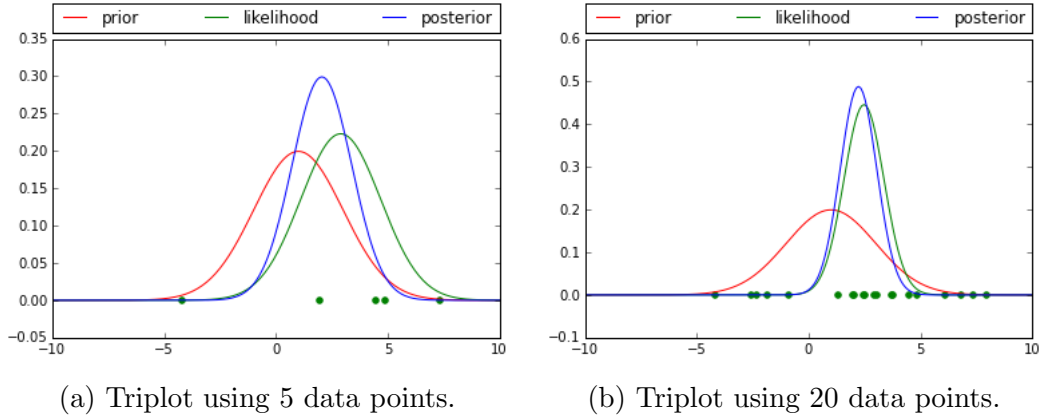 prior likelihood posterior
0.35
0.30
0.25
0.20
0.15
0.10
0.05
0.00
−0.05
−10 −5 0 5 10
(a) Triplot using 5 data points.
prior likelihood posterior
0.6
0.5
0.4
0.3
0.2
0.1
0.0
−0.1
−10 −5 0 5 10
(b) Triplot using 20 data points.